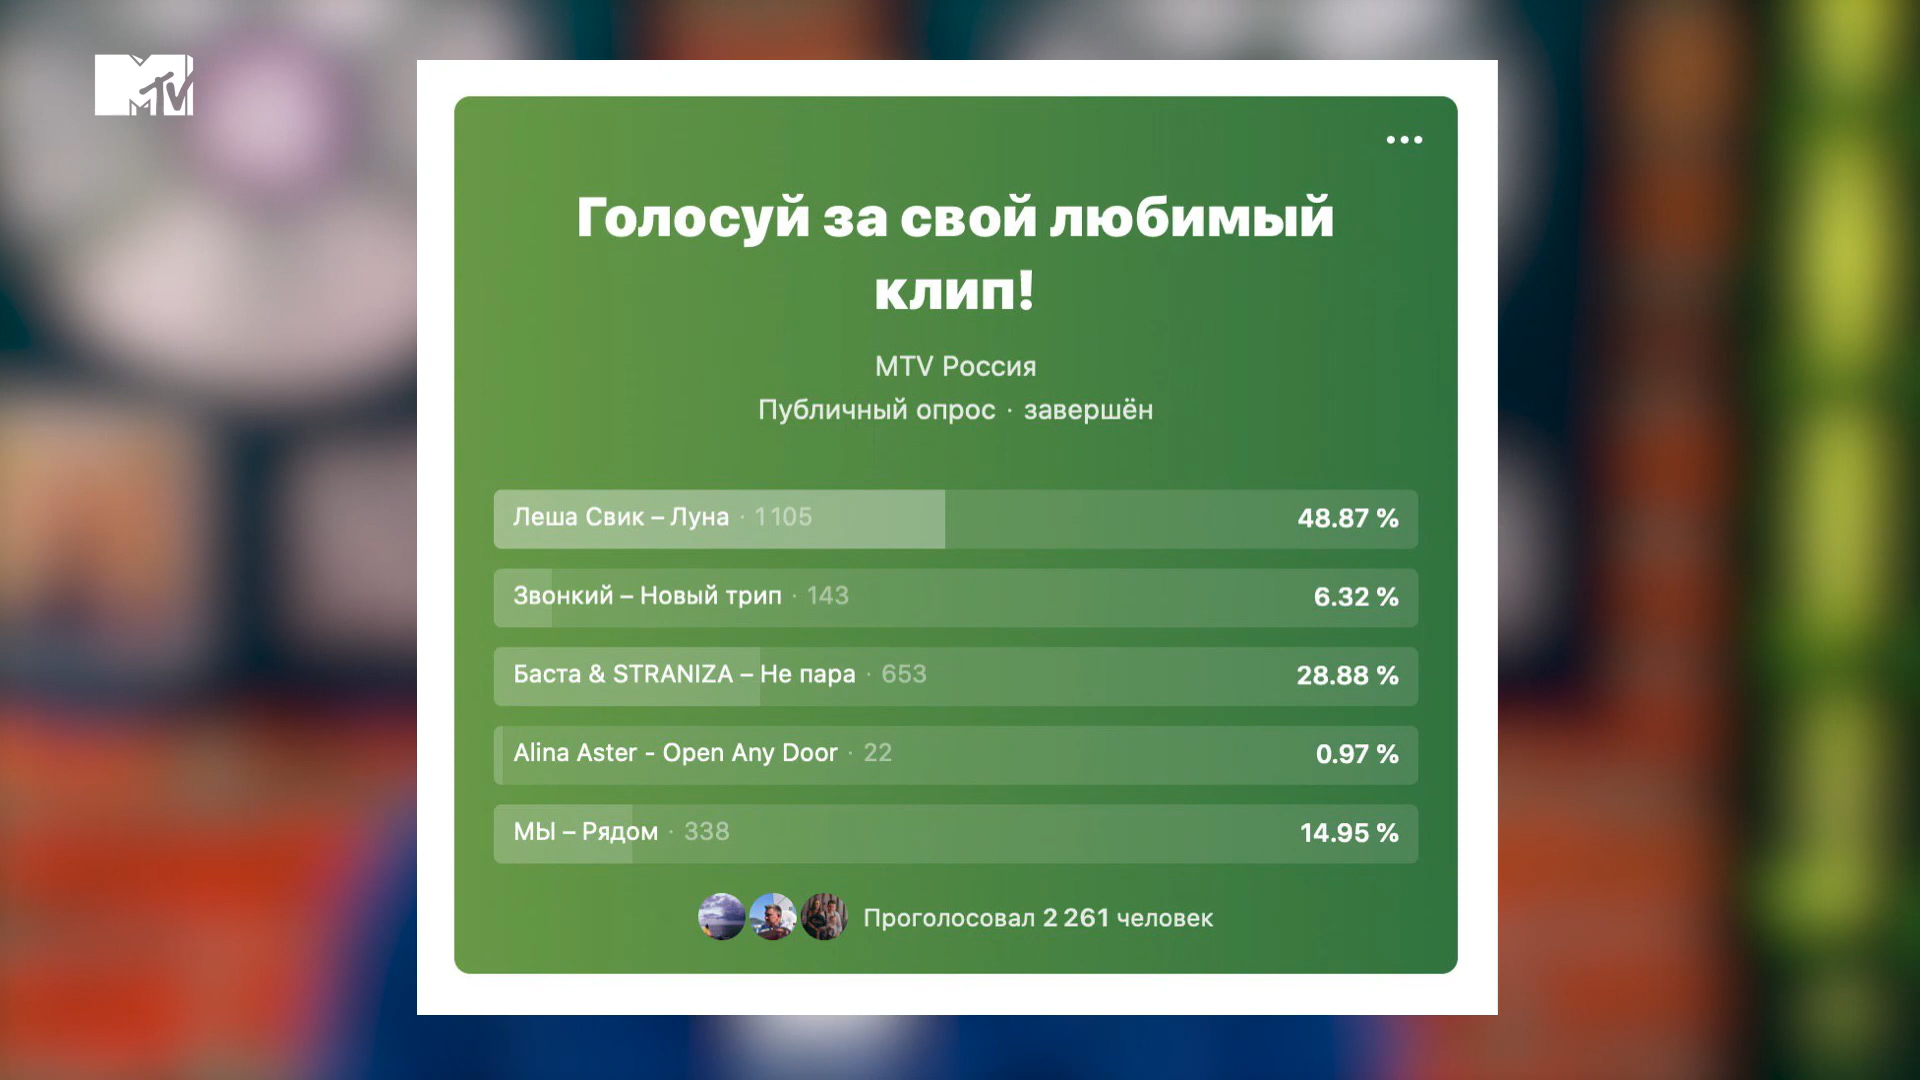 MTV
Голосуй за свой любимый
клип!
MTV Россия
Публичный опрос · завершён
Леша Свик – Луна · 1 105 48.87 %
Звонкий – Новый трип · 143 6.32 %
Баста & STRANIZA – Не пара · 653 28.88 %
Alina Aster - Open Any Door · 22 0.97 %
МЫ – Рядом · 338 14.95 %
Проголосовал 2 261 человек